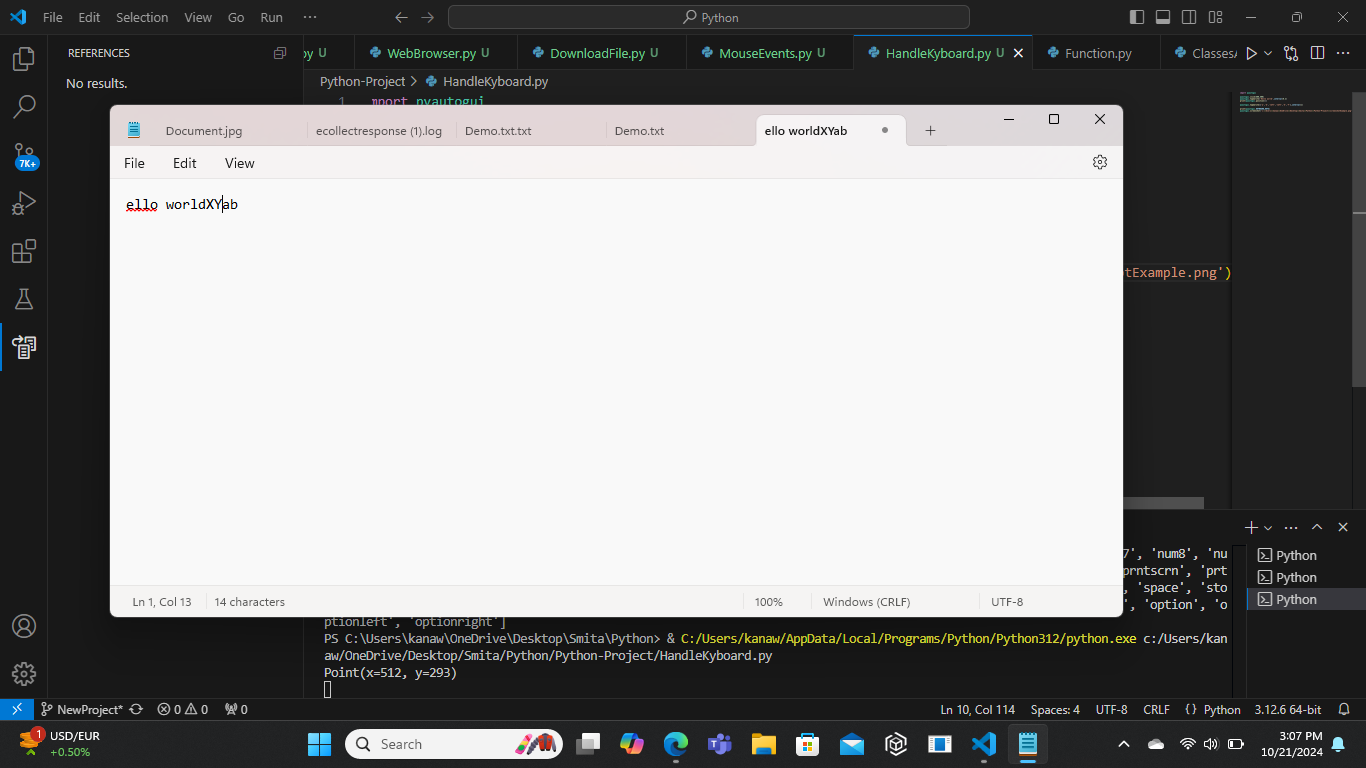 File Edit Selection View Go Run ··· Python
REFERENCES
No results.
py U WebBrowser.py U DownloadFile.py U MouseEvents.py U HandleKyboard.py U Function.py Classes
Python-Project > HandleKyboard.py
1 mport pyautogui
Document.jpg ecollectresponse (1).log Demo.txt.txt Demo.txt ello worldXYab
File Edit View
ello worldXYab
otExample.png')
Ln 1, Col 13 14 characters 100% Windows (CRLF) UTF-8
7K+
7', 'num8', 'nu
prntscrn', 'prt
, 'space', 'sto
', 'option', 'o
ptionleft', 'optionright']
PS C:\Users\kanaw\OneDrive\Desktop\Smita\Python> & C:/Users/kanaw/AppData/Local/Programs/Python/Python312/python.exe c:/Users/kan
aw/OneDrive/Desktop/Smita/Python/Python-Project/HandleKyboard.py
Point(x=512, y=293)
Python
Python
Python
NewProject* 0 0 0 Ln 10, Col 114 Spaces: 4 UTF-8 CRLF {} Python 3.12.6 64-bit
1 USD/EUR
+0.50%
Search
3:07 PM
10/21/2024